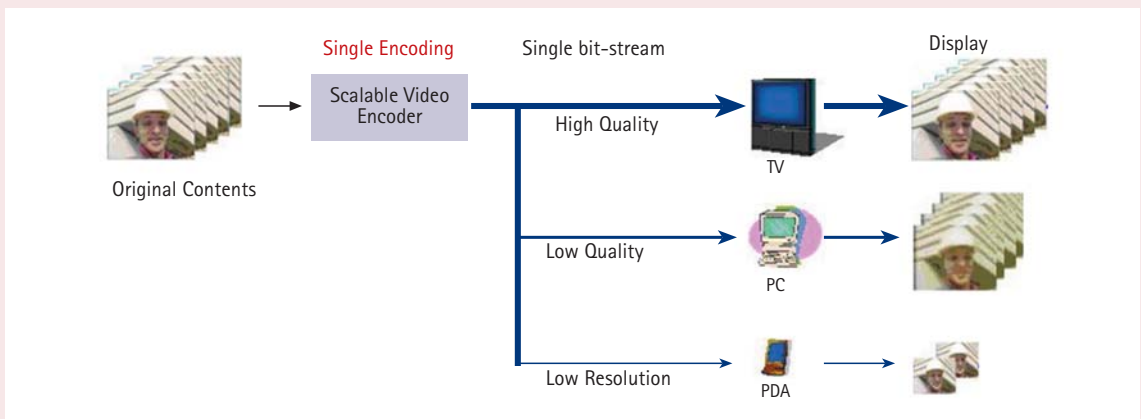 Single Encoding
Single bit-stream
Display
Scalable Video
Encoder
High Quality
TV
Original Contents
Low Quality
PC
Low Resolution
PDA